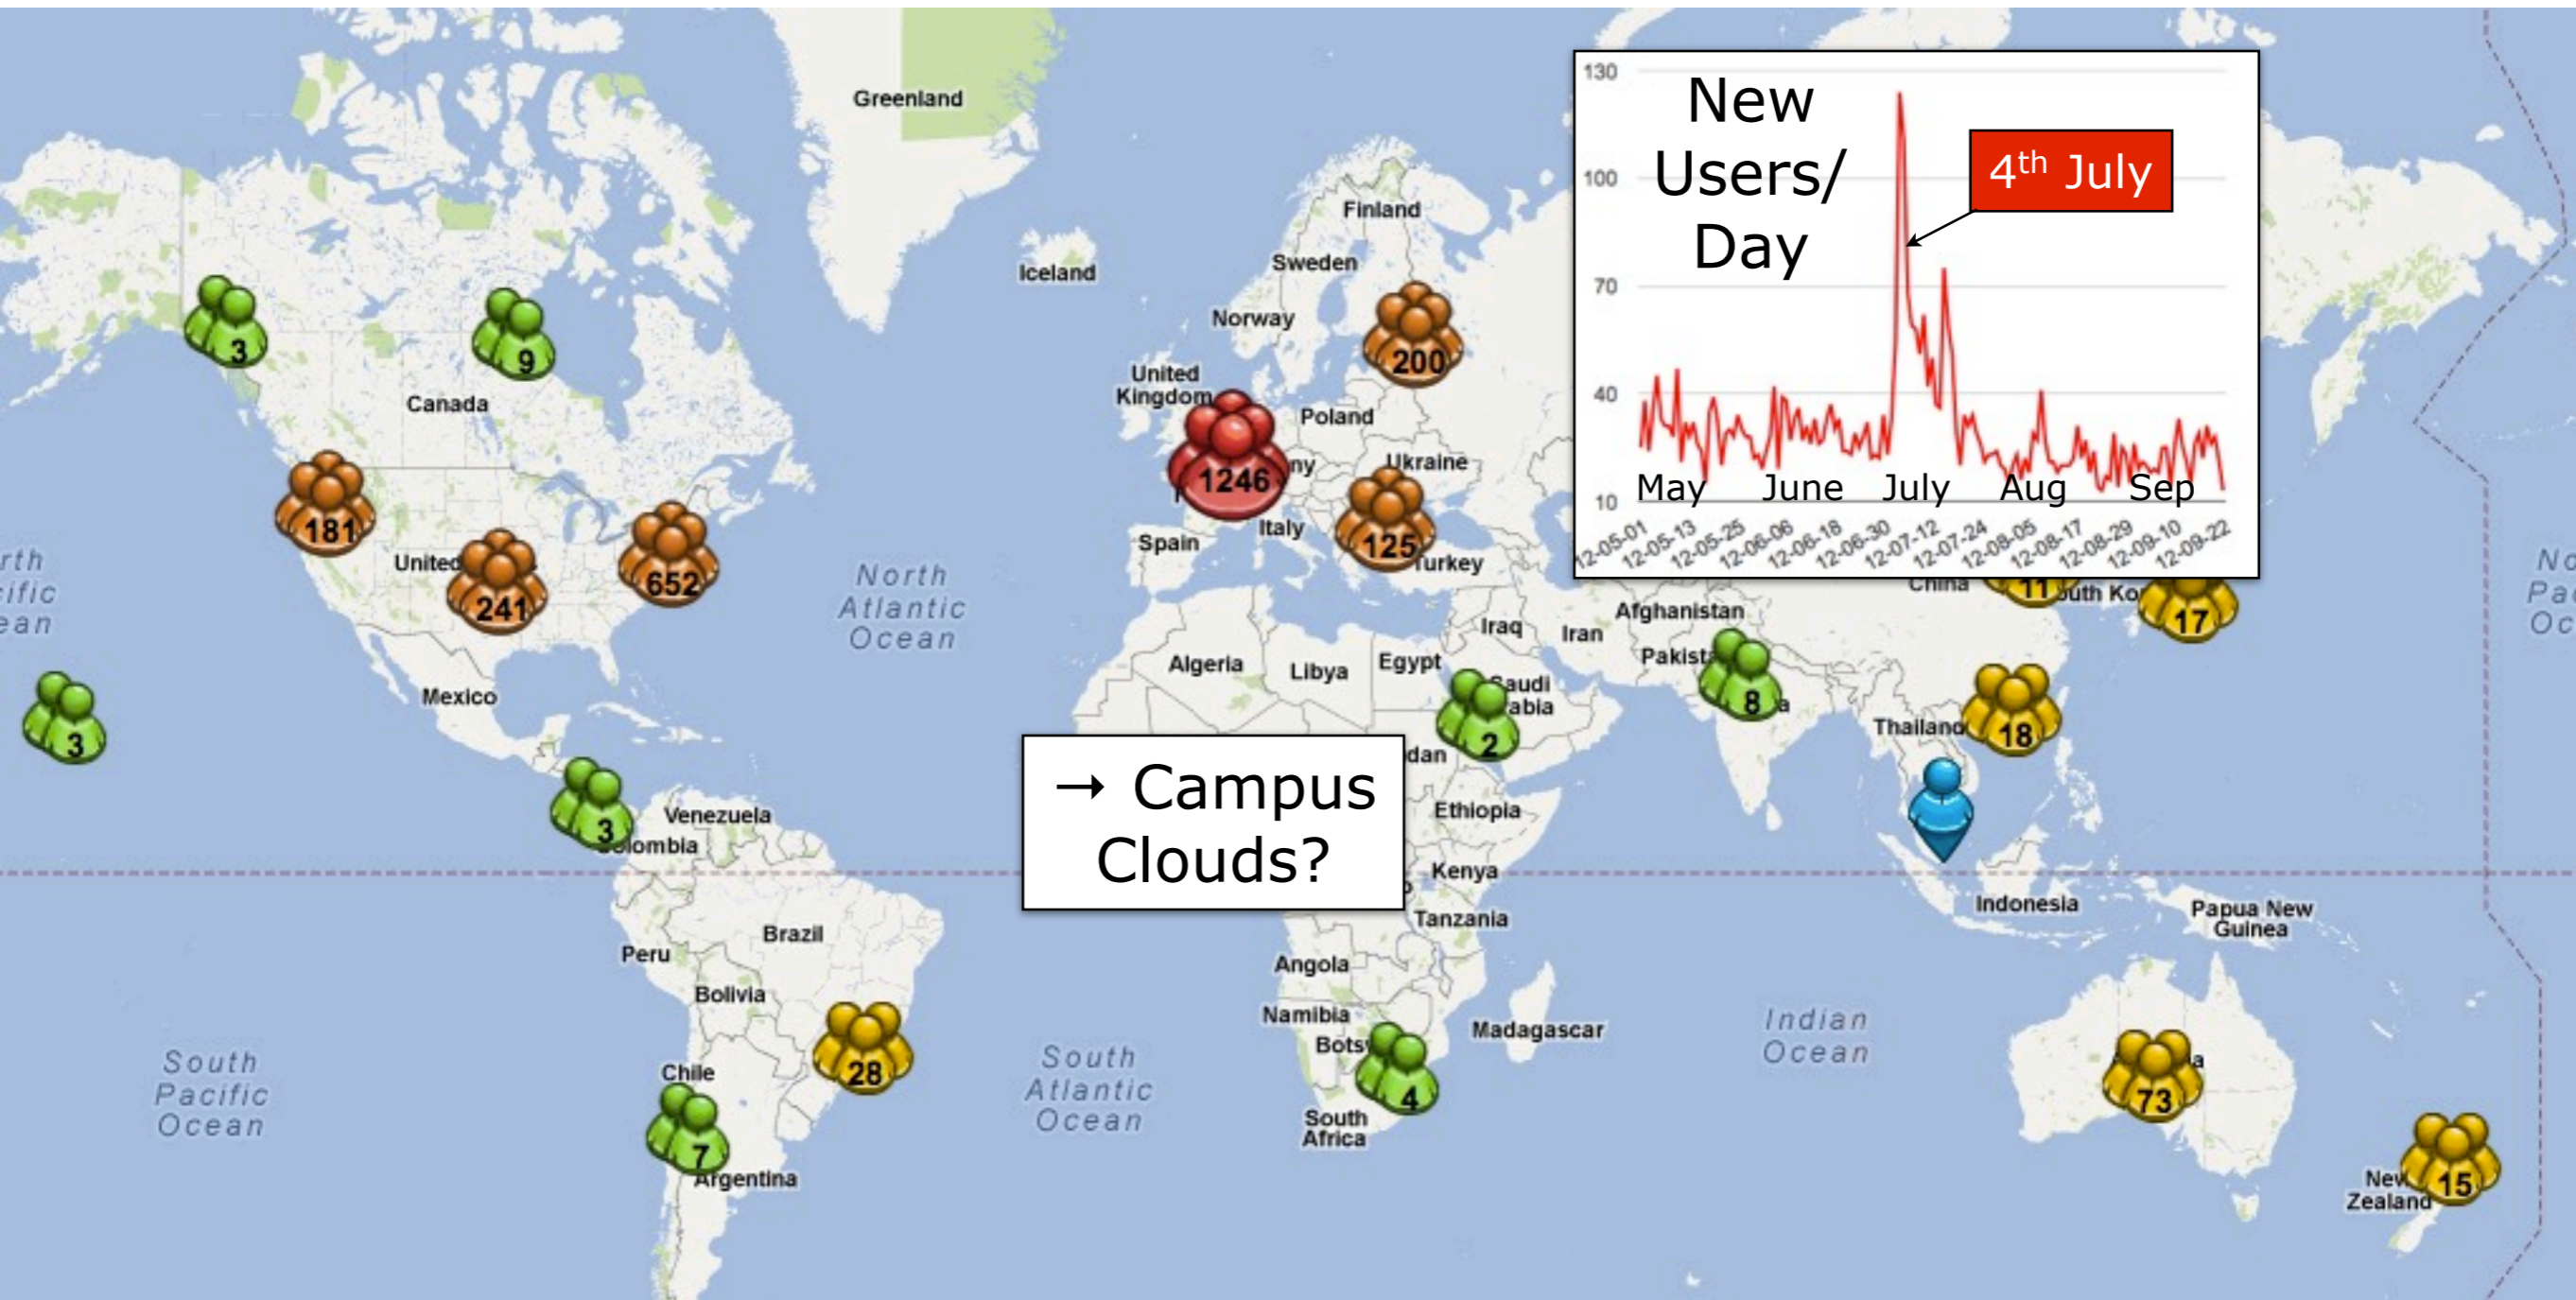 Greenland
Iceland
Finland
Sweden
Norway
United
Kingdom
Poland
Ukraine
Italy
Spain
Turkey
1246
200
125
Canada
3
9
181
United
241
652
Mexico
3
3
North
Atlantic
Ocean
Venezuela
Brazil
Peru
Bolivia
28
Chile
7
Argentina
South
Pacific
Ocean
South
Atlantic
Ocean
Algeria
Libya
Egypt
Iraq
Iran
Afghanistan
2
8
→ Campus
Clouds?
Ethiopia
Kenya
Tanzania
Angola
Namibia
Madagascar
4
South
Africa
Indian
Ocean
China
11
17
Thailand
18
Indonesia
Papua New
Guinea
73
New
Zealand
15
New
Users/
Day
4th July
130
100
70
40
10
May June July Aug Sep
12-05-01 12-05-13 12-05-25 12-06-06 12-06-18 12-06-30 12-07-12 12-07-24 12-08-05 12-08-17 12-08-29 12-09-10 12-09-22